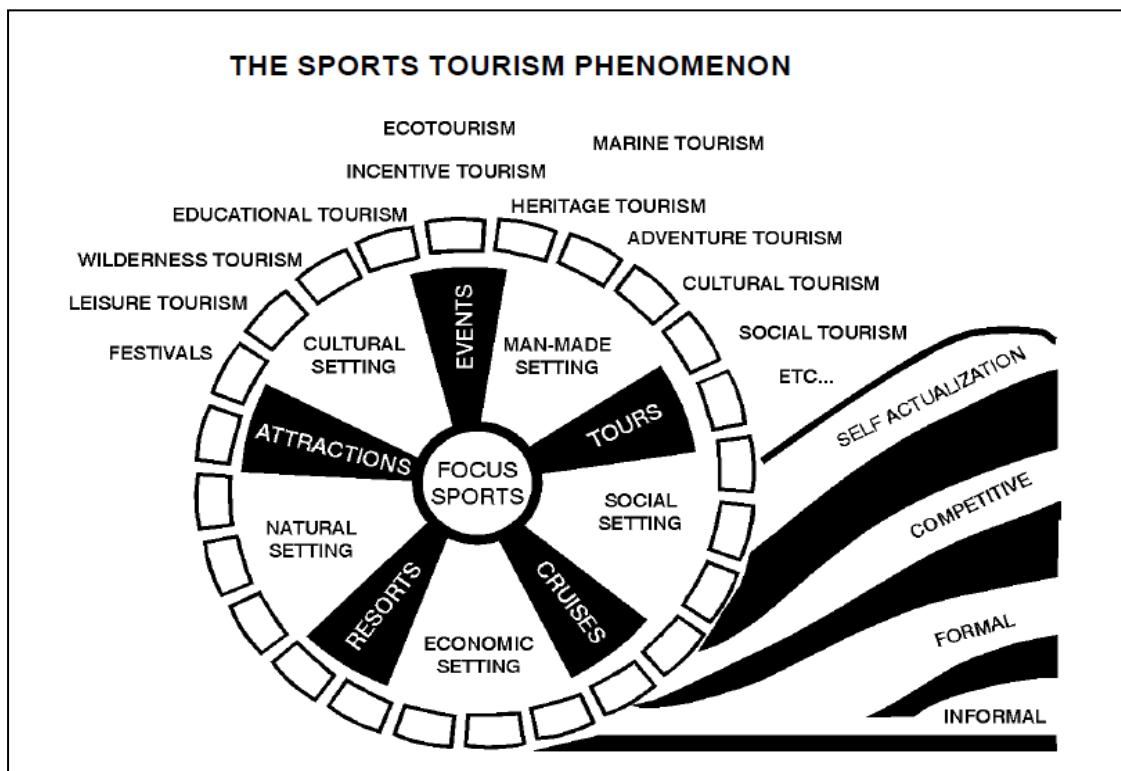 THE SPORTS TOURISM PHENOMENON
ECOTOURISM
MARINE TOURISM
INCENTIVE TOURISM
EDUCATIONAL TOURISM
HERITAGE TOURISM
ADVENTURE TOURISM
WILDERNESS TOURISM
CULTURAL TOURISM
LEISURE TOURISM
SOCIAL TOURISM
FESTIVALS
ETC...
CULTURAL
SETTING
EVENTS
MAN-MADE
SETTING
ATTRACTIONS
TOURS
FOCUS
SPORTS
NATURAL
SETTING
SOCIAL
SETTING
RESORTS
ECONOMIC
SETTING
CRUISES
SELF ACTUALIZATION
COMPETITIVE
FORMAL
INFORMAL